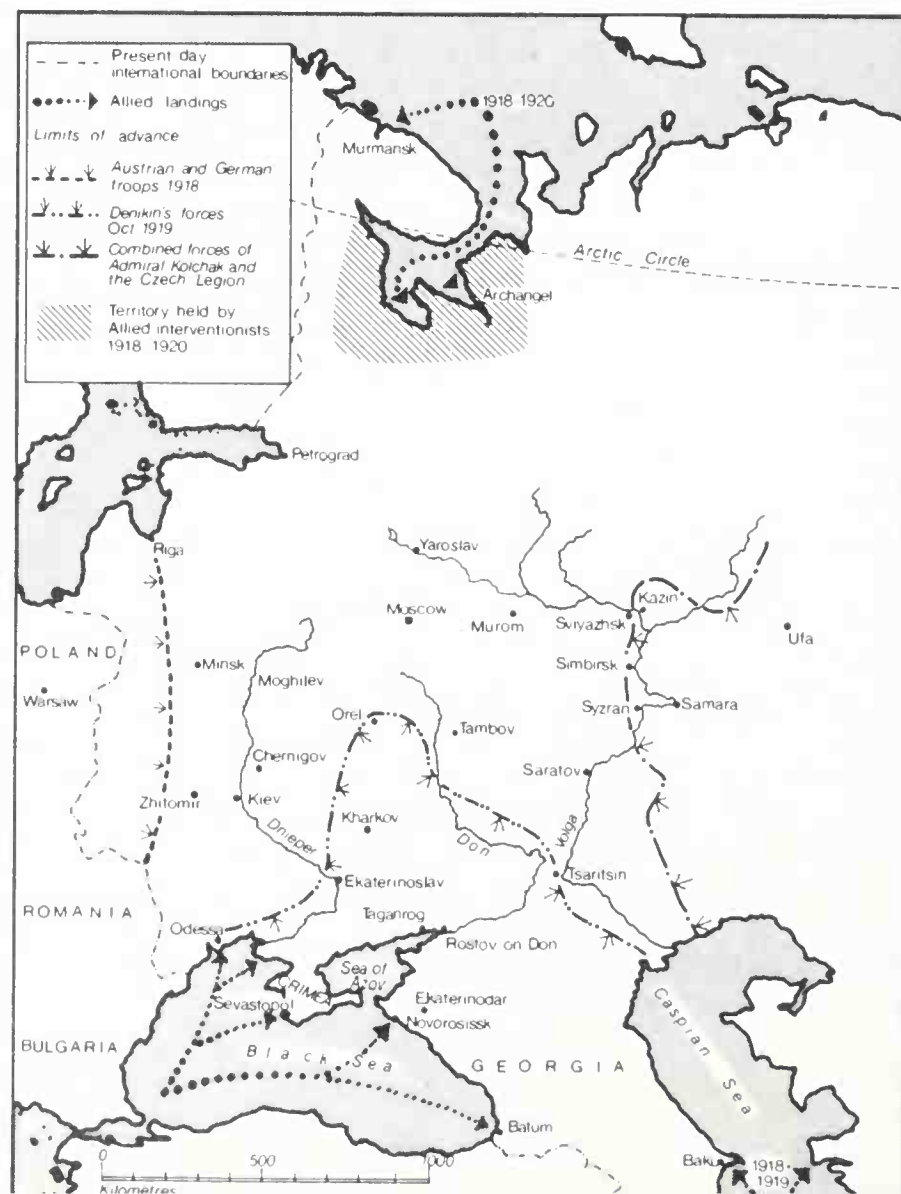 Present day
international boundaries
Allied landings
Limits of advance
Austrian and German
troops 1918
Denikin's forces
Oct 1919
Combined forces of
Admiral Kolchak and
the Czech Legion
Territory held by
Allied interventionists
1918 1920
1918-1920
Murmansk
Arctic Circle
Archangel
Petrograd
Riga
Yaroslav
Moscow
Murom
Kazin
Sviyazhsk
Ufa
POLAND
Minsk
Simbirsk
Moghilev
Warsaw
Syzran
Samara
Orel
Tambov
Chernigov
Saratov
Zhitomir
Kiev
Kharkov
Dnieper
Don
Volga
Ekaterinoslav
Tsaritsin
ROMANIA
Odessa
Taganrog
Rostov on Don
Sea of
Azov
CRIMEA
Sevastopol
Ekaterinodar
Novorosissk
Caspian Sea
BULGARIA
Black Sea
GEORGIA
Batum
0 500 1000
Kilometres
Baku
1918-
1919